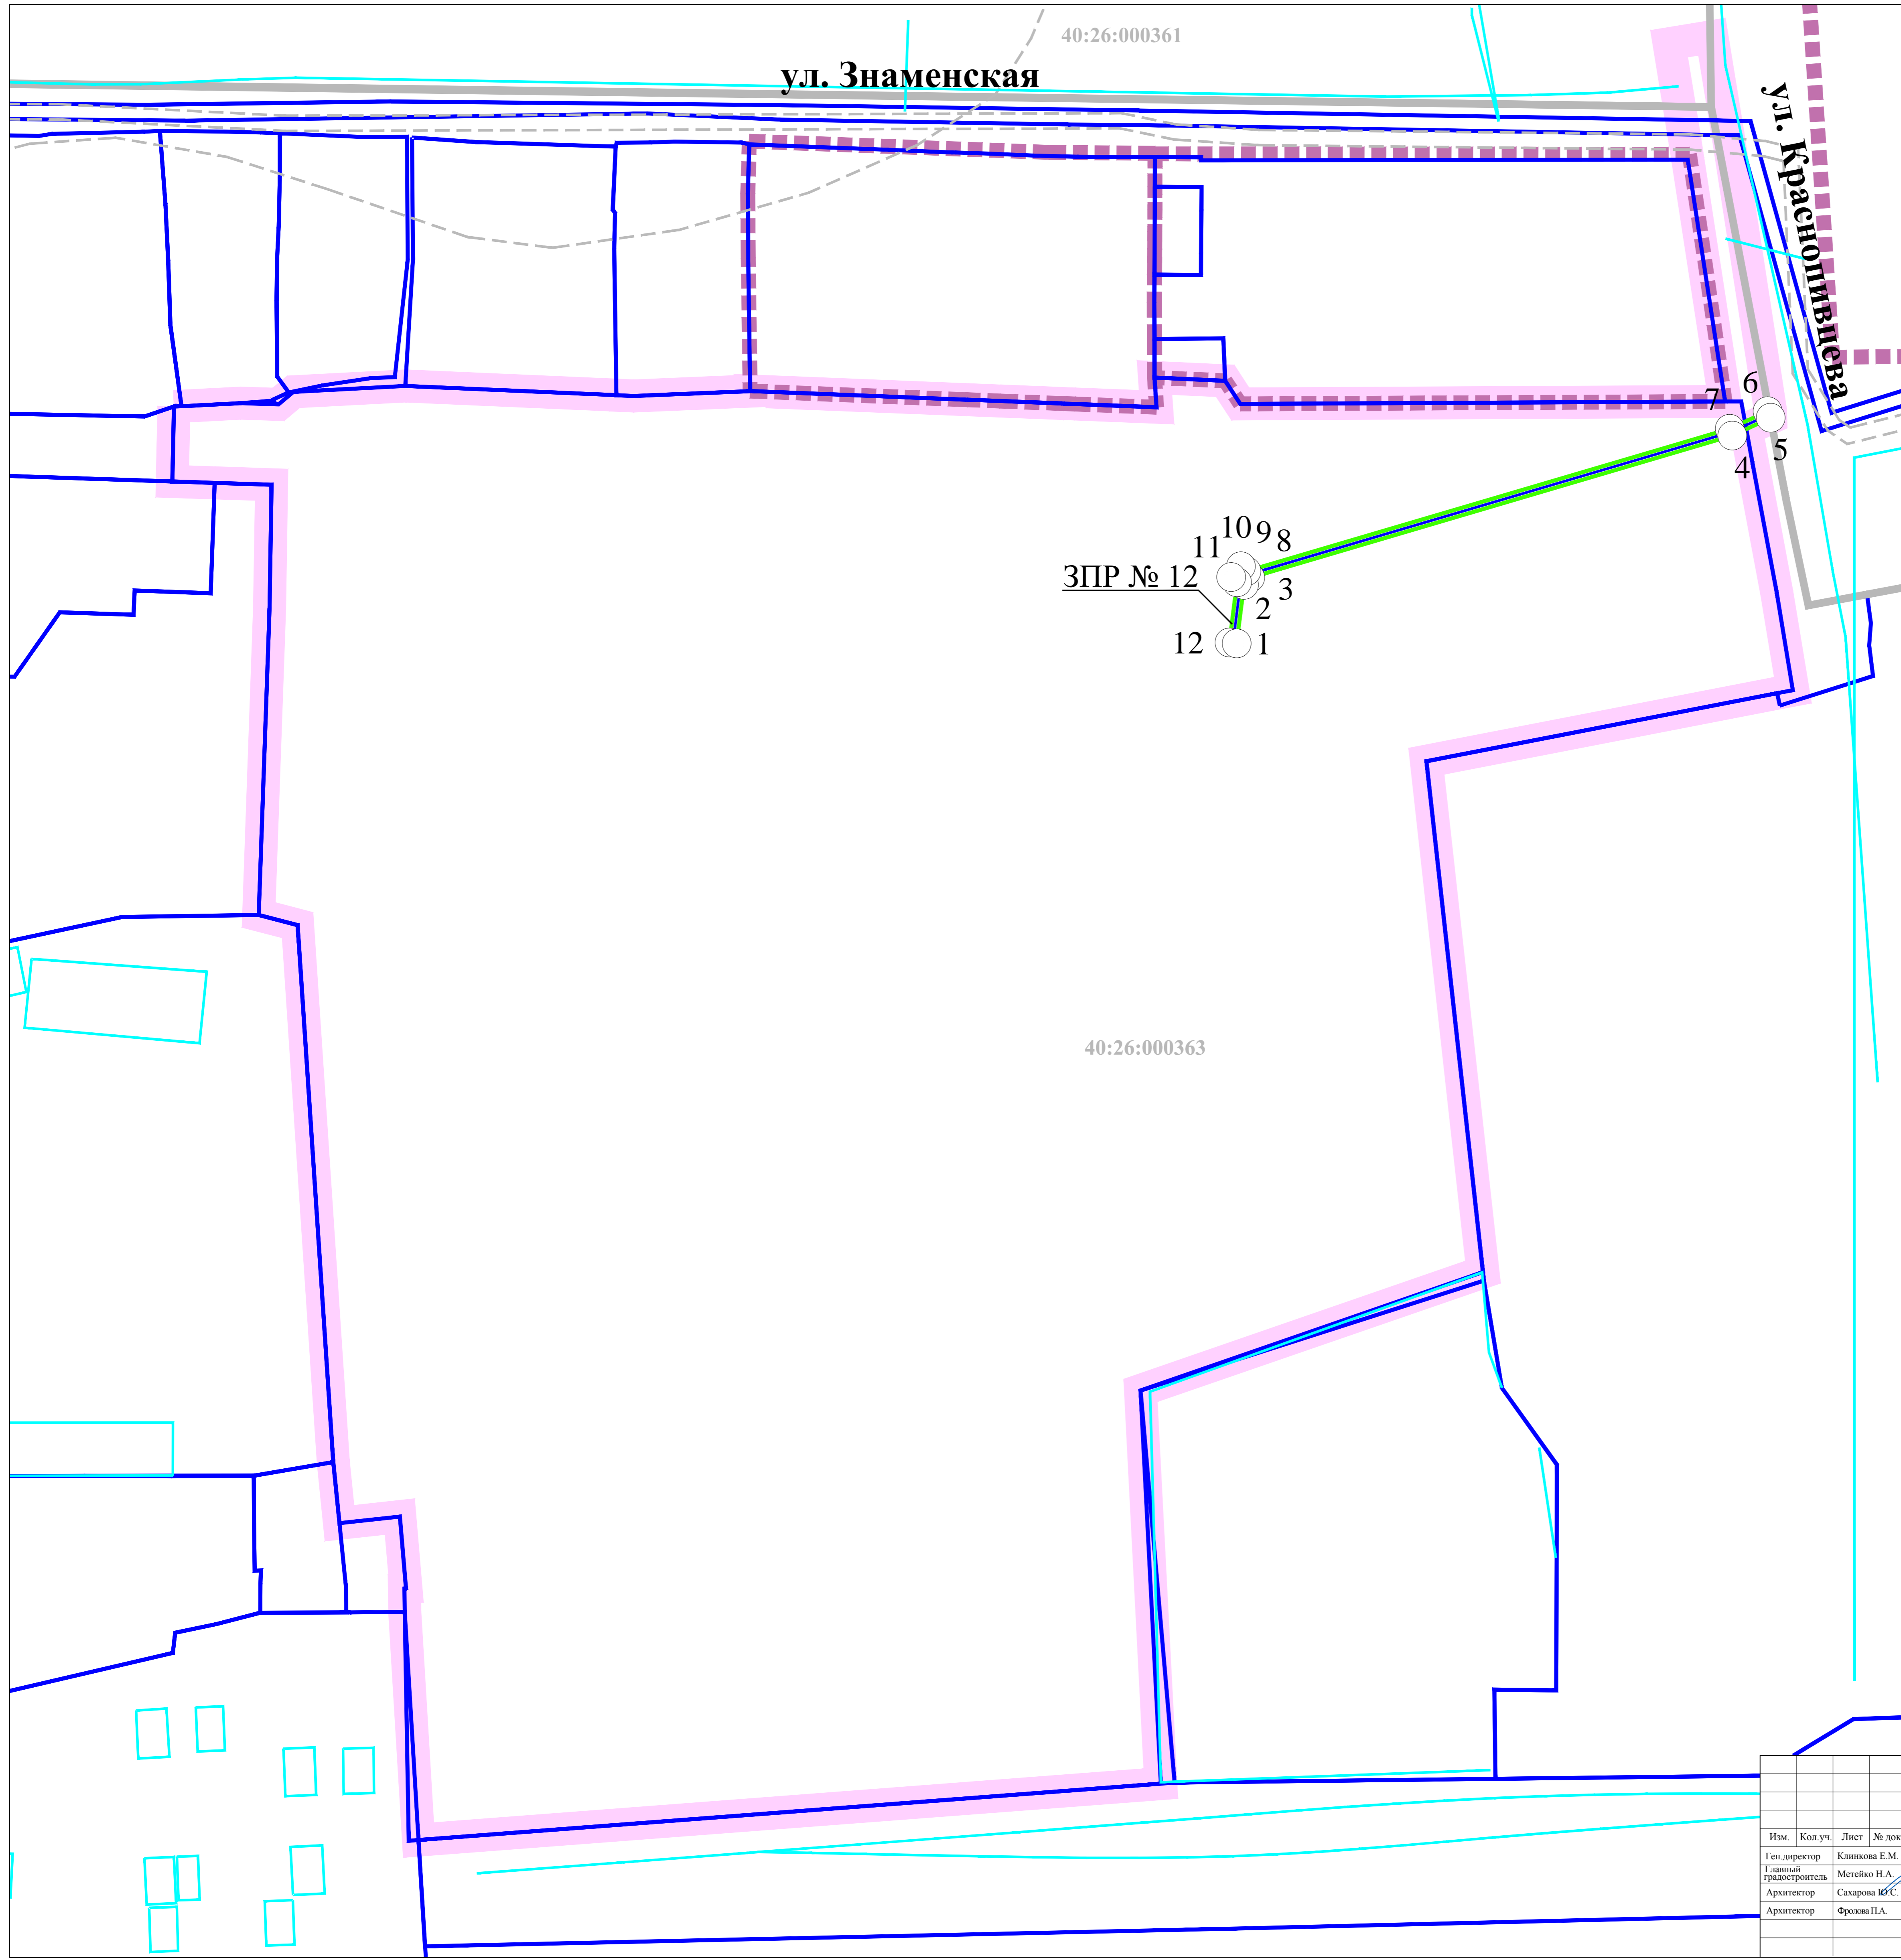 40:26:000361
ул. Знаменская
ул. Краснопивцева
6
7
5
4
10
9
8
11
ЗПР № 12
3
2
12
1
40:26:000363
Изм. Кол.уч. Лист № док
Ген.директор Клинкова Е.М.
Главный
градостроитель Метейко Н.А.
Архитектор Сахарова Ю.С.
Архитектор Фролова П.А.